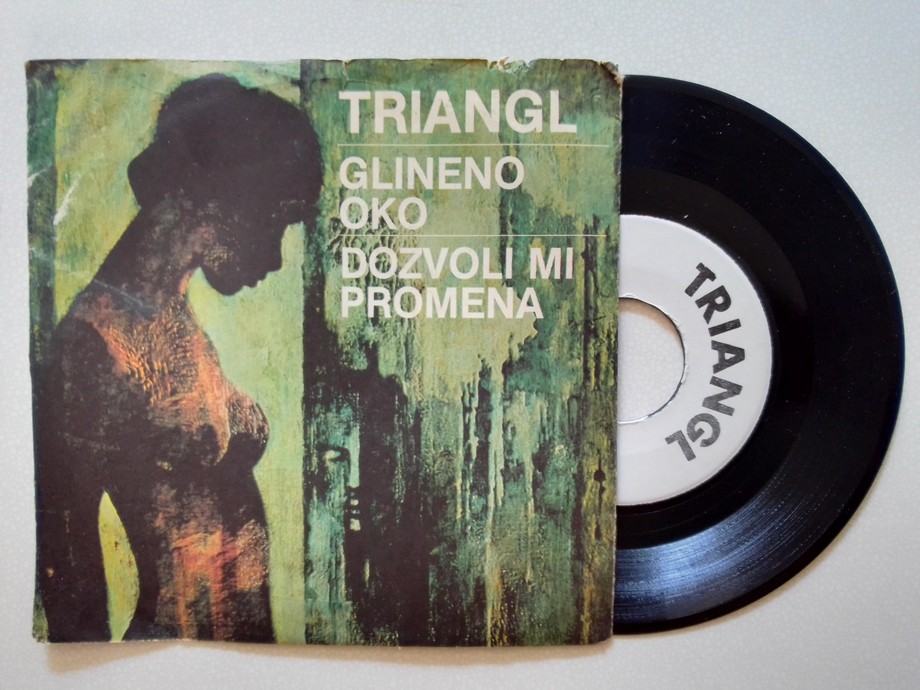 TRIANGL
GLINENO
OKO
DOZVOLI MI
PROMENA
TRIANGL